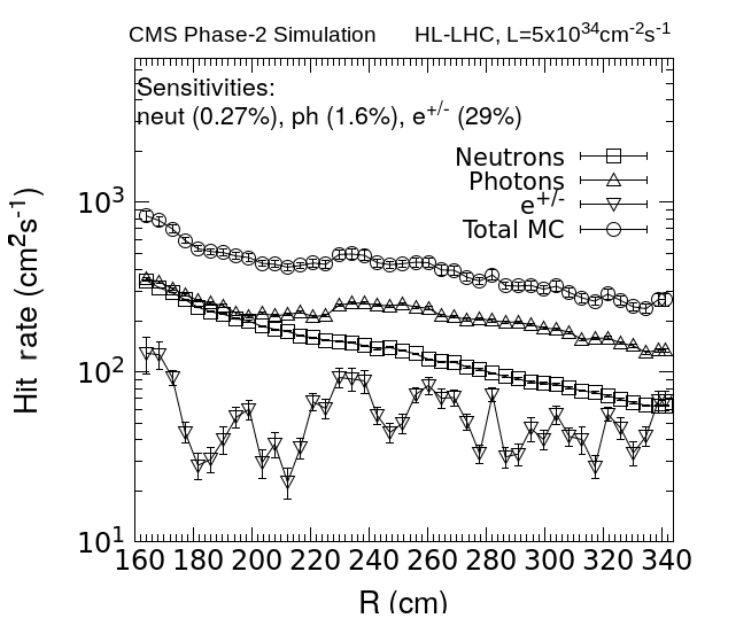 CMS Phase-2 Simulation HL-LHC, L=5x10³⁴cm⁻²s⁻¹
Sensitivities:
neut (0.27%), ph (1.6%), e⁺/⁻ (29%)
Neutrons
Photons
e⁺/⁻
Total MC
Hit rate (cm²s⁻¹)
10³
10²
10¹
160 180 200 220 240 260 280 300 320 340
R (cm)